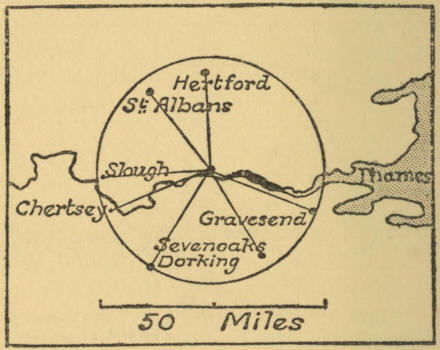 Hertford
St. Albans
Slough
Thames
Chertsey
Gravesend
Sevenoaks
Dorking
50 Miles